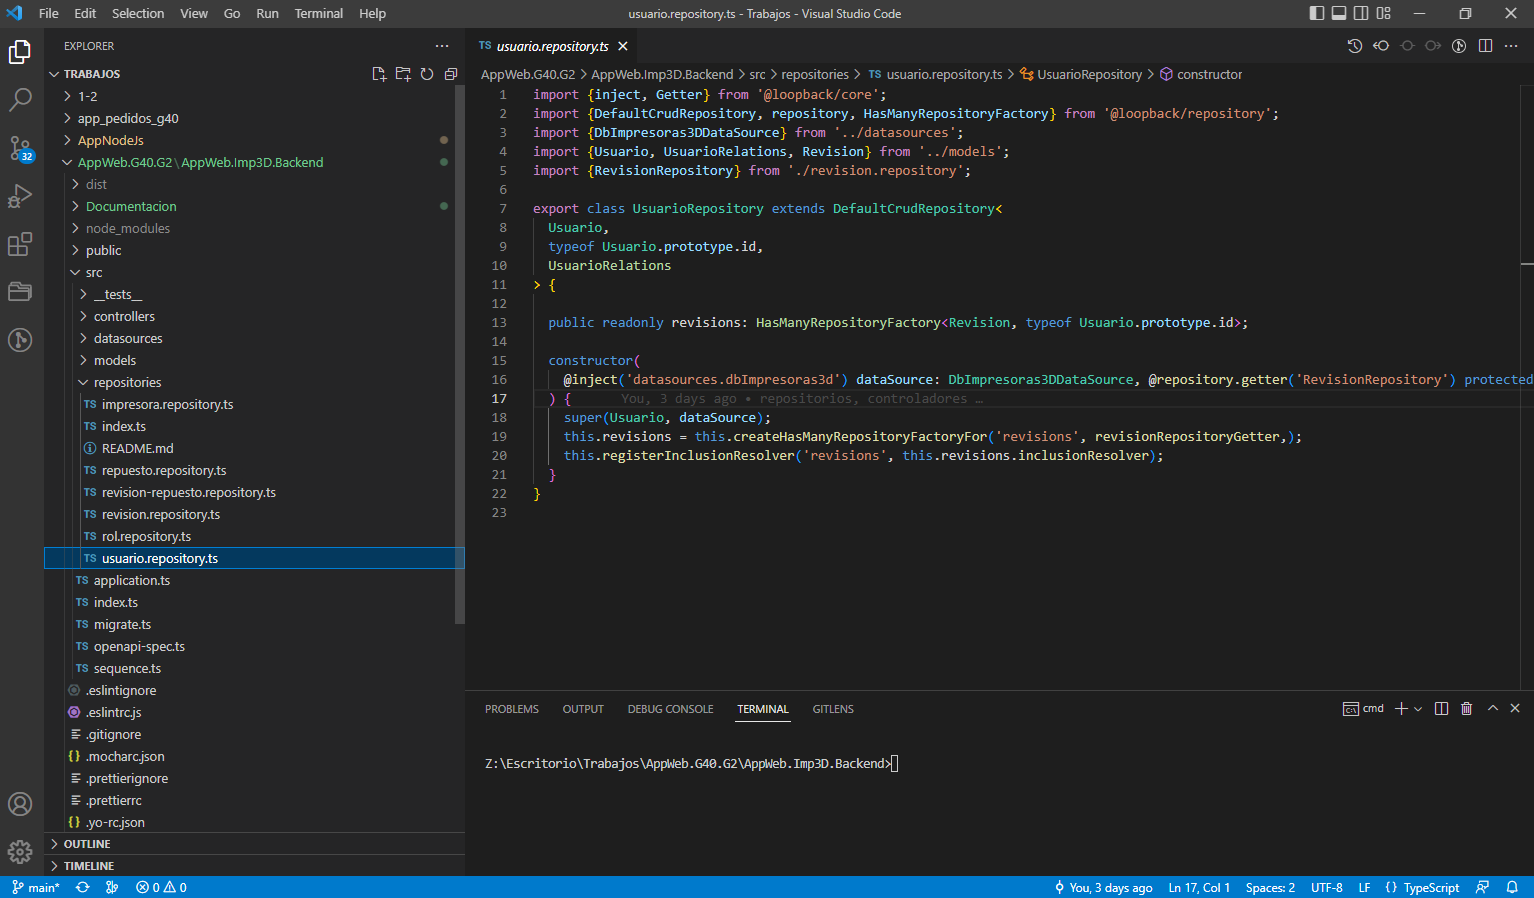 File Edit Selection View Go Run Terminal Help usuario.repository.ts - Trabajos - Visual Studio Code
EXPLORER
TRABAJOS
1-2
app_pedidos_g40
AppNodeJs
AppWeb.G40.G2\AppWeb.Imp3D.Backend
dist
Documentacion
node_modules
public
src
__tests__
controllers
datasources
models
repositories
TS impresora.repository.ts
TS index.ts
README.md
TS repuesto.repository.ts
TS revision-repuesto.repository.ts
TS revision.repository.ts
TS rol.repository.ts
TS usuario.repository.ts
TS application.ts
TS index.ts
TS migrate.ts
TS openapi-spec.ts
TS sequence.ts
.eslintignore
.eslintrc.js
.gitignore
{} .mocharc.json
.prettierignore
.prettierrc
{} .yo-rc.json
OUTLINE
TIMELINE
32
TS usuario.repository.ts
AppWeb.G40.G2 > AppWeb.Imp3D.Backend > src > repositories > TS usuario.repository.ts > UsuarioRepository > constructor
1 import {inject, Getter} from '@loopback/core';
2 import {DefaultCrudRepository, repository, HasManyRepositoryFactory} from '@loopback/repository';
3 import {DbImpresoras3DDataSource} from '../datasources';
4 import {Usuario, UsuarioRelations, Revision} from '../models';
5 import {RevisionRepository} from './revision.repository';
6
7 export class UsuarioRepository extends DefaultCrudRepository<
8 Usuario,
9 typeof Usuario.prototype.id,
10 UsuarioRelations
11 > {
12
13 public readonly revisions: HasManyRepositoryFactory<Revision, typeof Usuario.prototype.id>;
14
15 constructor(
16 @inject('datasources.dbImpresoras3d') dataSource: DbImpresoras3DDataSource, @repository.getter('RevisionRepository') protected
17 ) { You, 3 days ago • repositorios, controladores …
18 super(Usuario, dataSource);
19 this.revisions = this.createHasManyRepositoryFactoryFor('revisions', revisionRepositoryGetter,);
20 this.registerInclusionResolver('revisions', this.revisions.inclusionResolver);
21 }
22 }
23
PROBLEMS OUTPUT DEBUG CONSOLE TERMINAL GITLENS cmd
Z:\Escritorio\Trabajos\AppWeb.G40.G2\AppWeb.Imp3D.Backend>
main* 0 0 You, 3 days ago Ln 17, Col 1 Spaces: 2 UTF-8 LF {} TypeScript